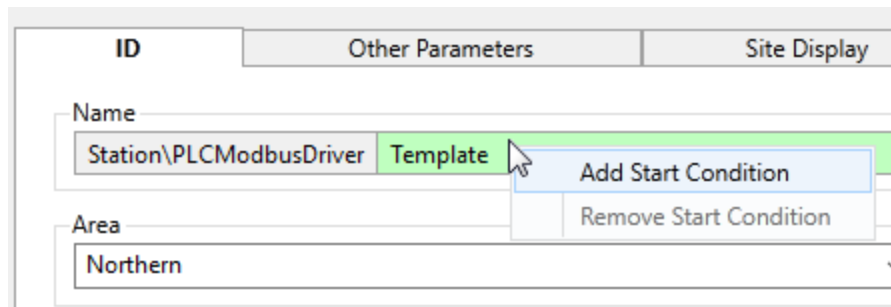 ID Other Parameters Site Display
Name
Station\PLCModbusDriver Template
Add Start Condition
Remove Start Condition
Area
Northern